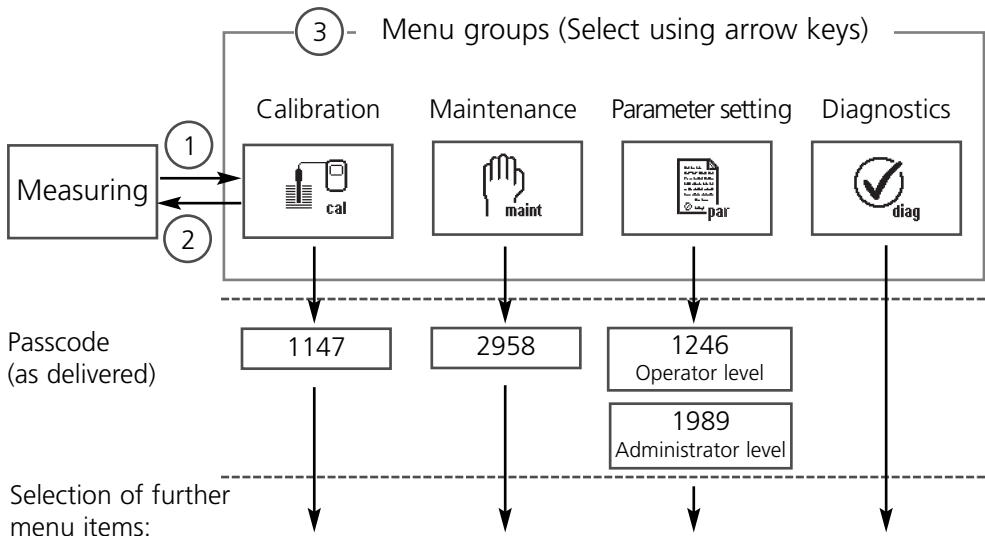 3 Menu groups (Select using arrow keys)
Calibration Maintenance Parameter setting Diagnostics
Measuring
1
2
cal
maint
par
diag
Passcode
(as delivered)
1147
2958
1246
Operator level
1989
Administrator level
Selection of further
menu items: